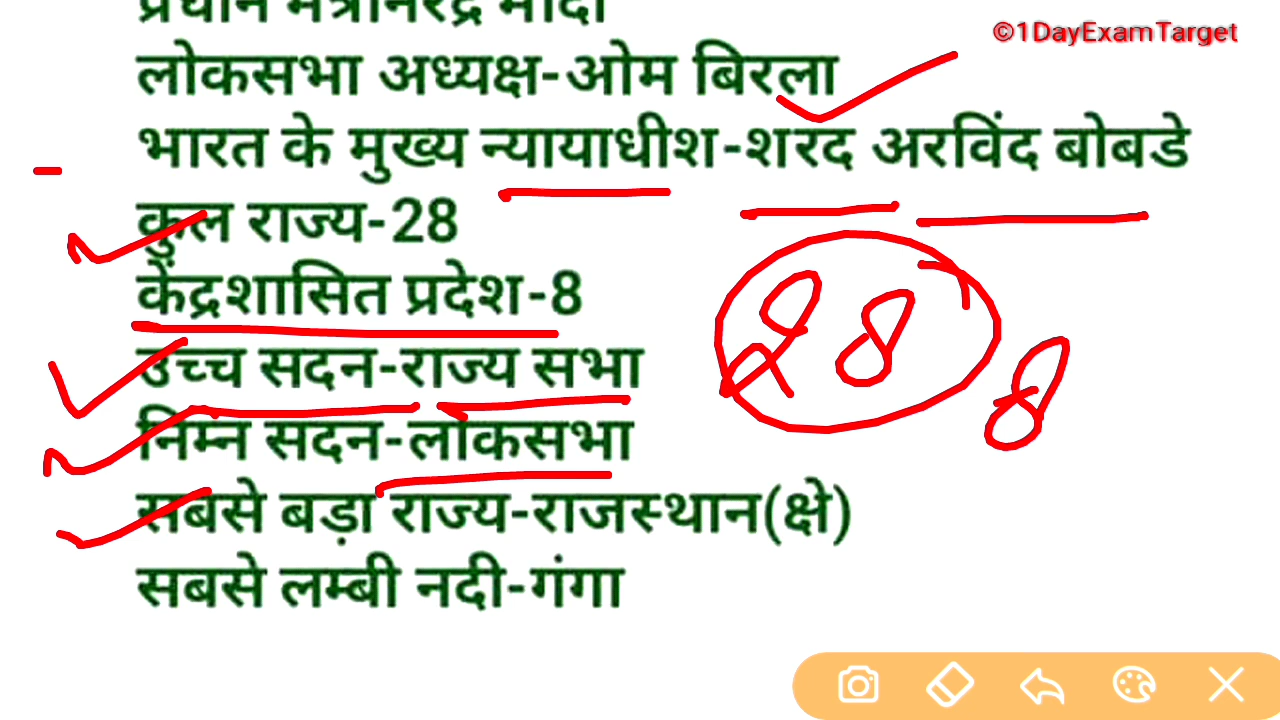 ©1DayExamTarget
लोकसभा अध्यक्ष-ओम बिरला
भारत के मुख्य न्यायाधीश-शरद अरविंद बोबडे
कुल राज्य-28
केंद्रशासित प्रदेश-8
28
8
उच्च सदन-राज्य सभा
निम्न सदन-लोकसभा
सबसे बड़ा राज्य-राजस्थान(क्षे)
सबसे लम्बी नदी-गंगा